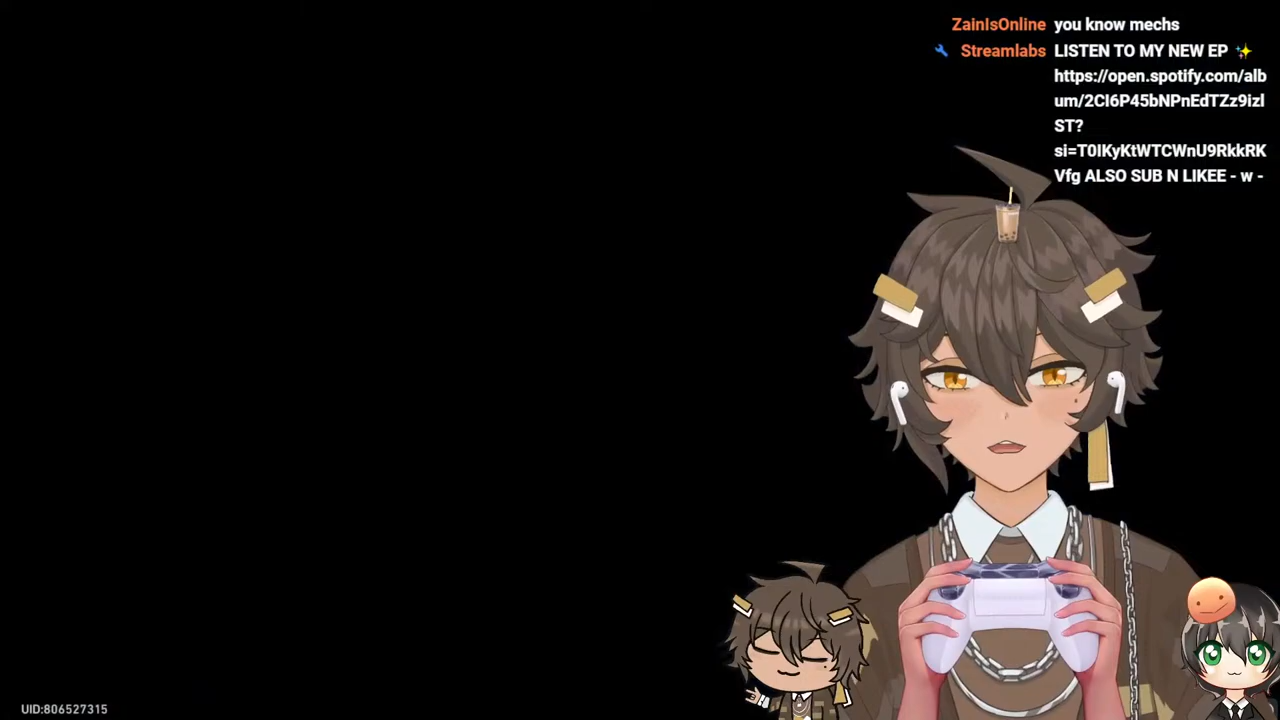 ZainIsOnline you know mechs
Streamlabs LISTEN TO MY NEW EP ✨
https://open.spotify.com/alb
um/2CI6P45bNPnEdTZz9izl
ST?
si=T0IKyKtWTCWnU9RkkRK
Vfg ALSO SUB N LIKEE - w -
UID:806527315